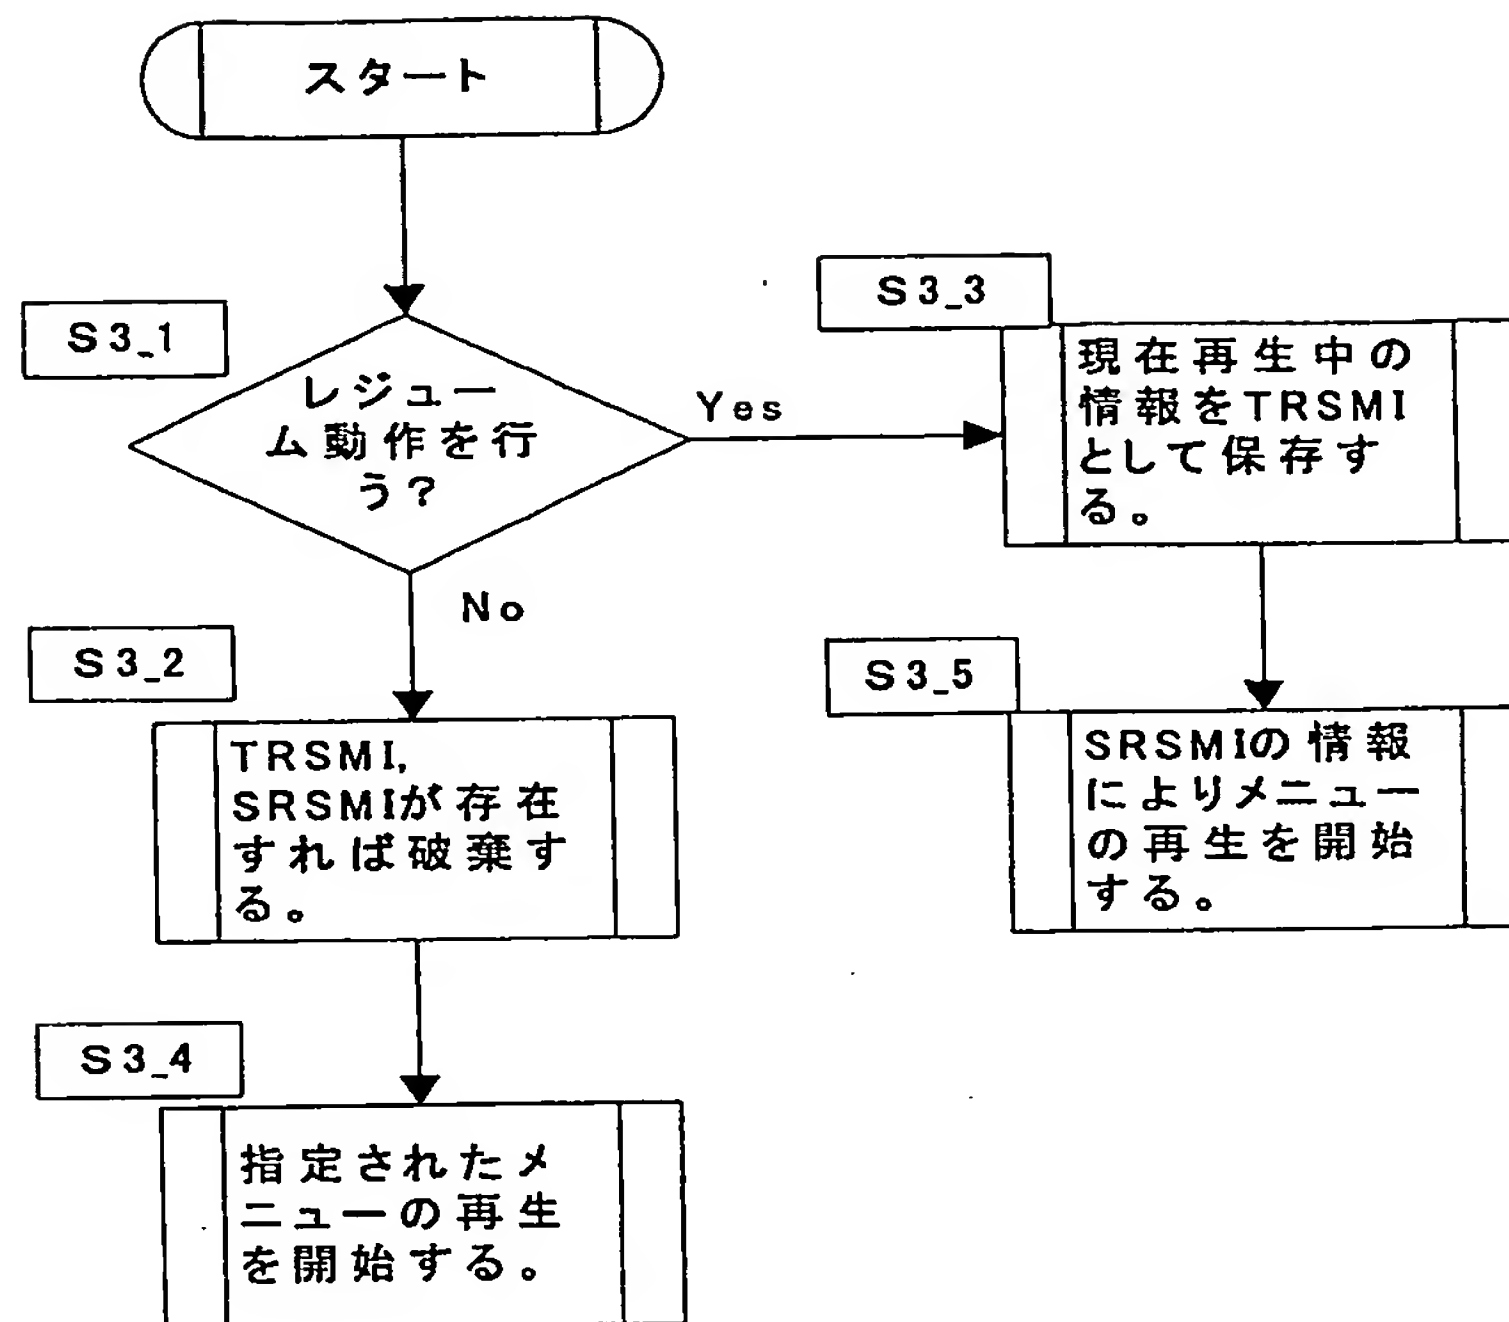 スタート
S3_1
レジュー
ム動作を行
う？
Yes
No
S3_3
現在再生中の
情報をTRSMI
として保存す
る。
S3_2
TRSMI,
SRSMIが存在
すれば破棄す
る。
S3_5
SRSMIの情報
によりメニュー
の再生を開始
する。
S3_4
指定されたメ
ニューの再生
を開始する。